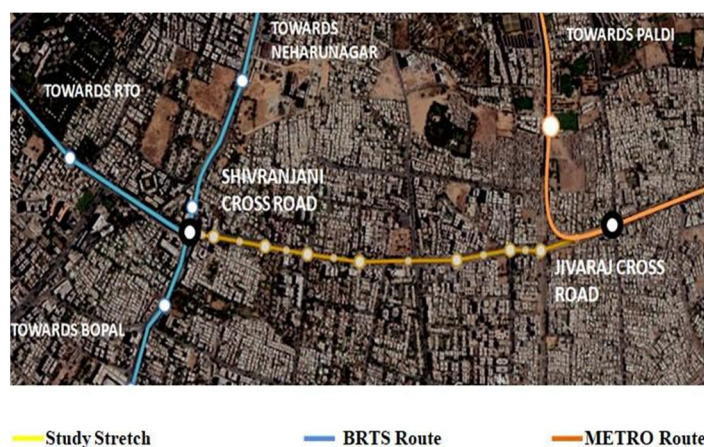 TOWARDS
NEHARUNAGAR
TOWARDS PALDI
TOWARDS RTO
SHIVRANJANI
CROSS ROAD
JIVARAJ CROSS
ROAD
TOWARDS BOPAL
Study Stretch
BRTS Route
METRO Route